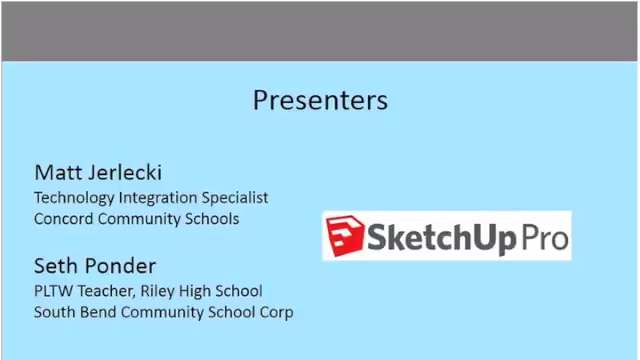 Presenters
Matt Jerlecki
Technology Integration Specialist
Concord Community Schools
SketchUp Pro
Seth Ponder
PLTW Teacher, Riley High School
South Bend Community School Corp